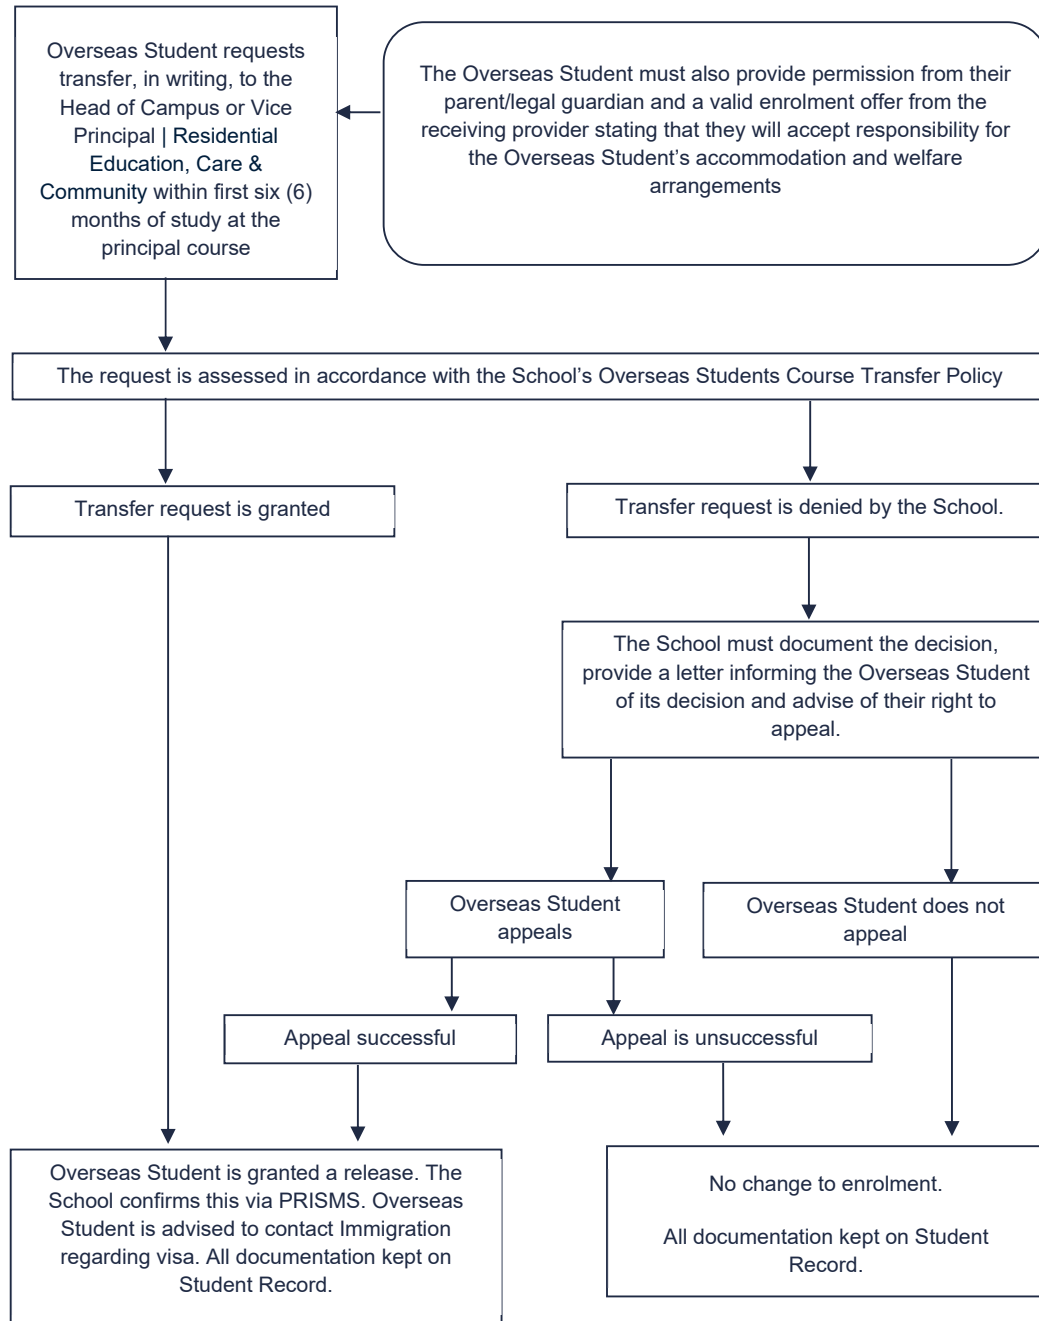 Overseas Student requests
transfer, in writing, to the
Head of Campus or Vice
Principal | Residential
Education, Care &
Community within first six (6)
months of study at the
principal course
The Overseas Student must also provide permission from their
parent/legal guardian and a valid enrolment offer from the
receiving provider stating that they will accept responsibility for
the Overseas Student’s accommodation and welfare
arrangements
The request is assessed in accordance with the School’s Overseas Students Course Transfer Policy
Transfer request is granted
Transfer request is denied by the School.
The School must document the decision,
provide a letter informing the Overseas Student
of its decision and advise of their right to
appeal.
Overseas Student
appeals
Overseas Student does not
appeal
Appeal successful
Appeal is unsuccessful
Overseas Student is granted a release. The
School confirms this via PRISMS. Overseas
Student is advised to contact Immigration
regarding visa. All documentation kept on
Student Record.
No change to enrolment.
All documentation kept on Student
Record.